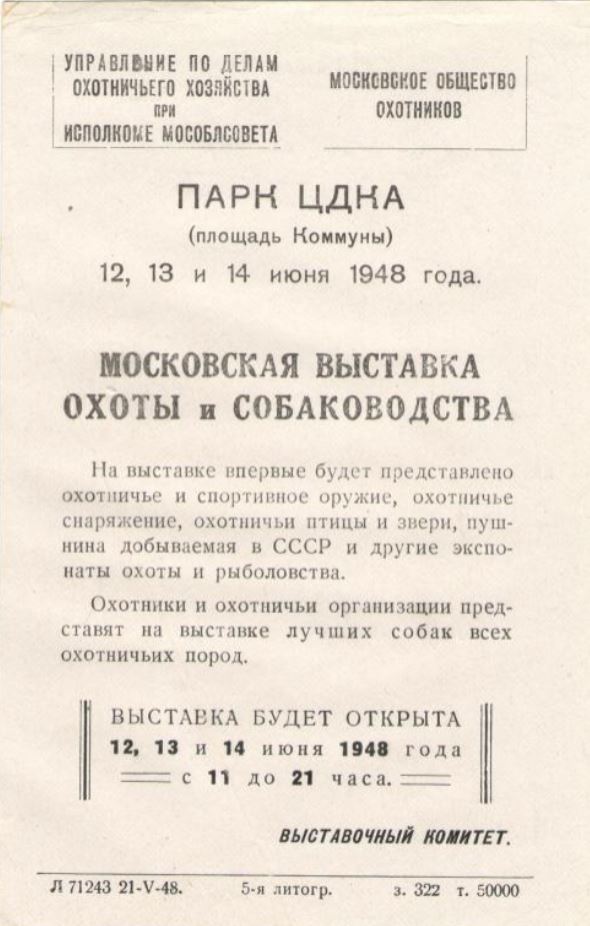 УПРАВЛЕНИЕ ПО ДЕЛАМ
ОХОТНИЧЬЕГО ХОЗЯЙСТВА
ПРИ
ИСПОЛКОМЕ МОСОБЛСОВЕТА
МОСКОВСКОЕ ОБЩЕСТВО
ОХОТНИКОВ
ПАРК ЦДКА
(площадь Коммуны)
12, 13 и 14 июня 1948 года.
МОСКОВСКАЯ ВЫСТАВКА
ОХОТЫ и СОБАКОВОДСТВА
На выставке впервые будет представлено
охотничье и спортивное оружие, охотничье
снаряжение, охотничьи птицы и звери, пуш-
нина добываемая в СССР и другие экспо-
наты охоты и рыболовства.
Охотники и охотничьи организации пред-
ставят на выставке лучших собак всех
охотничьих пород.
ВЫСТАВКА БУДЕТ ОТКРЫТА
12, 13 и 14 июня 1948 года
с 11 до 21 часа.
ВЫСТАВОЧНЫЙ КОМИТЕТ.
Л 71243 21-V-48. 5-я литогр. з. 322 т. 50000